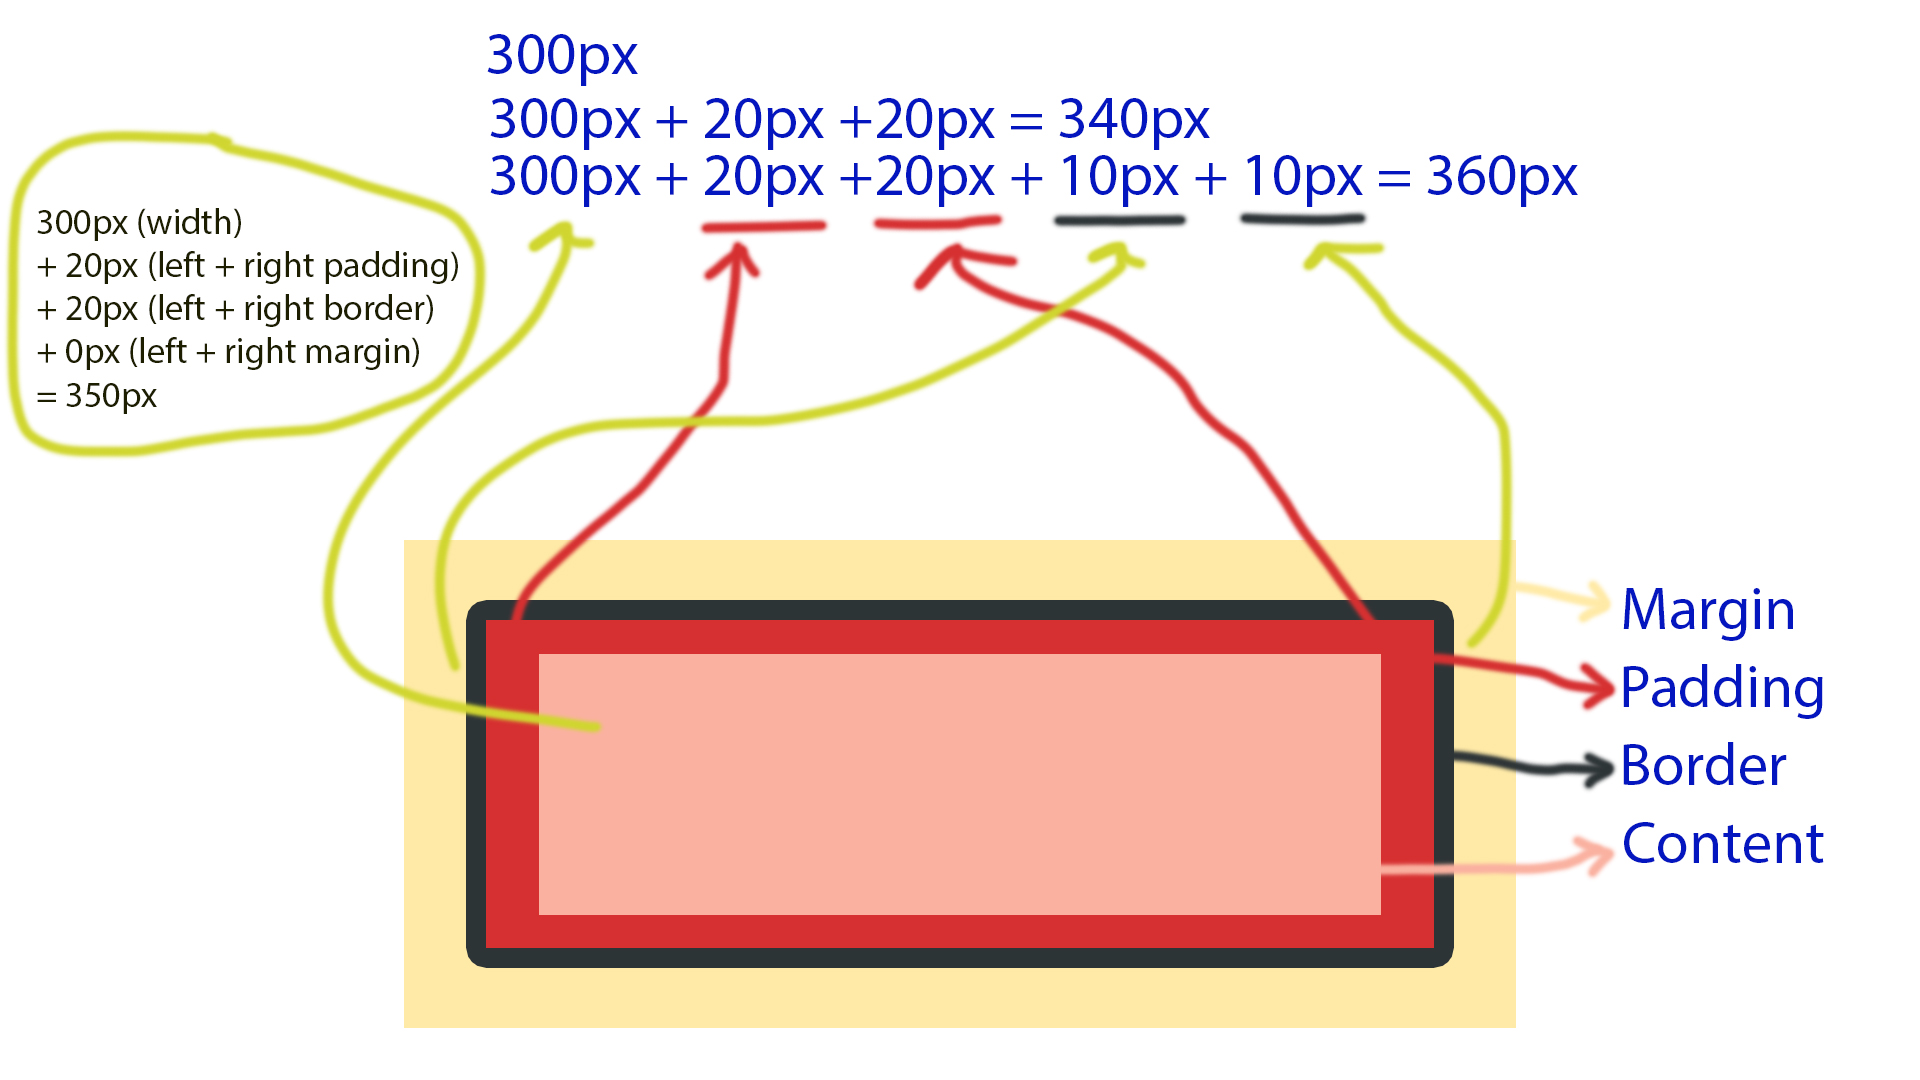 300px
300px + 20px +20px = 340px
300px + 20px +20px + 10px + 10px = 360px
300px (width)
+ 20px (left + right padding)
+ 20px (left + right border)
+ 0px (left + right margin)
= 350px
Margin
Padding
Border
Content